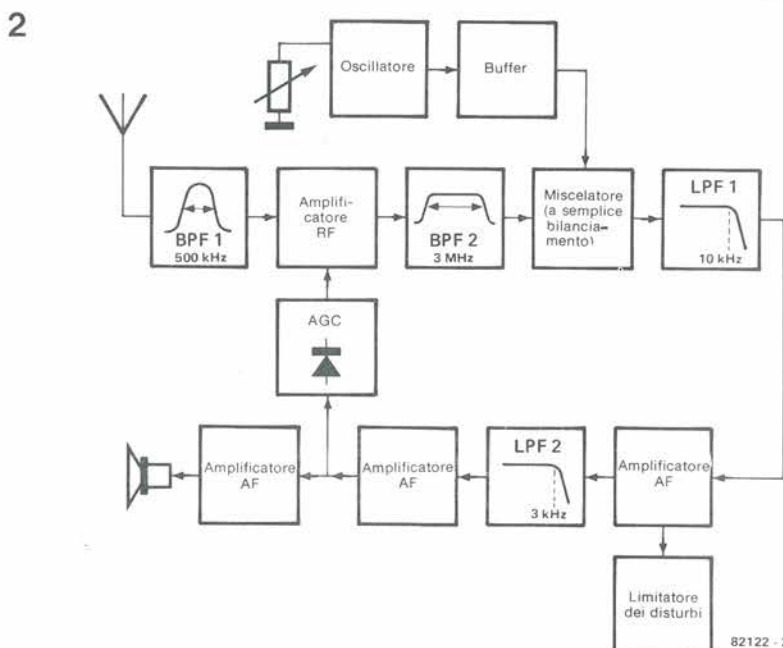 2
Oscillatore
Buffer
BPF 1
500 kHz
Amplifi-
catore
RF
BPF 2
3 MHz
Miscelatore
(a semplice
bilancia-
mento)
LPF 1
10 kHz
AGC
Amplificatore
AF
Amplificatore
AF
LPF 2
3 kHz
Amplificatore
AF
Limitatore
dei disturbi
82122 - 2